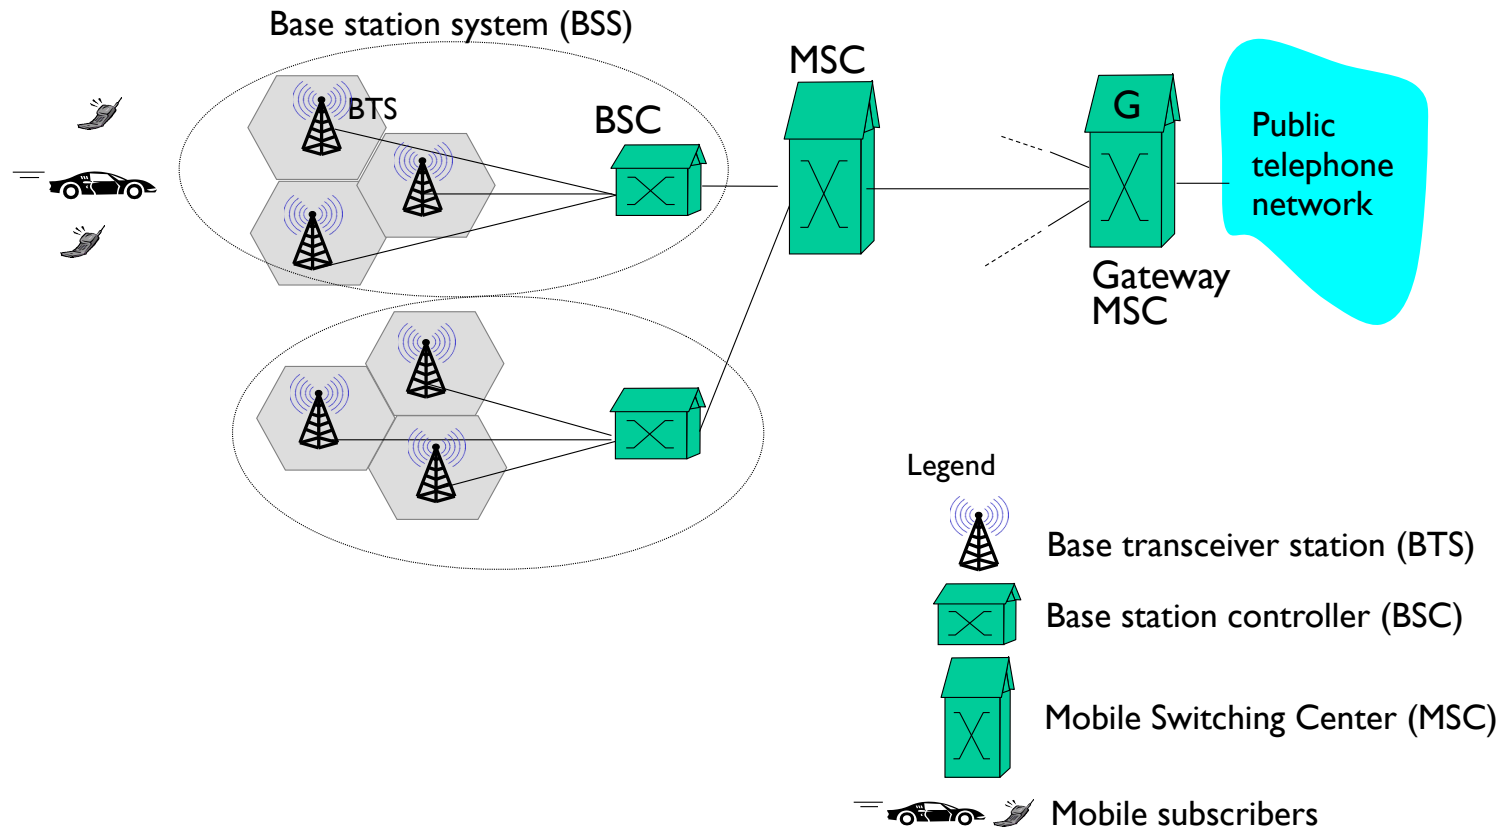 Base station system (BSS)
BTS
BSC
MSC
G
Gateway
MSC
Public
telephone
network
Legend
Base transceiver station (BTS)
Base station controller (BSC)
Mobile Switching Center (MSC)
Mobile subscribers